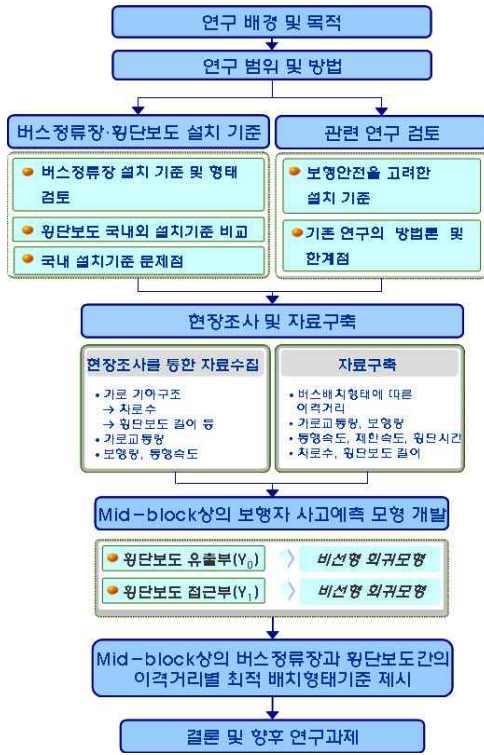 연구 배경 및 목적
연구 범위 및 방법
버스정류장·횡단보도 설치 기준
버스정류장 설치 기준 및 형태
검토
횡단보도 국내외 설치기준 비교
국내 설치기준 문제점
관련 연구 검토
보행안전을 고려한
설치 기준
기존 연구의 방법론 및
한계점
현장조사 및 자료구축
현장조사를 통한 자료수집
• 가로 기하구조
→ 차로수
→ 횡단보도 길이 등
• 가로교통량
• 보행량, 통행속도
자료구축
• 버스배치형태에 따른
이격거리
• 가로교통량, 보행량
• 통행속도, 제한속도, 횡단시간
• 차로수, 횡단보도 길이
Mid-block상의 보행자 사고예측 모형 개발
횡단보도 유출부(Y0)
비선형 회귀모형
횡단보도 접근부(Y1)
비선형 회귀모형
Mid-block상의 버스정류장과 횡단보도간의
이격거리별 최적 배치형태기준 제시
결론 및 향후 연구과제